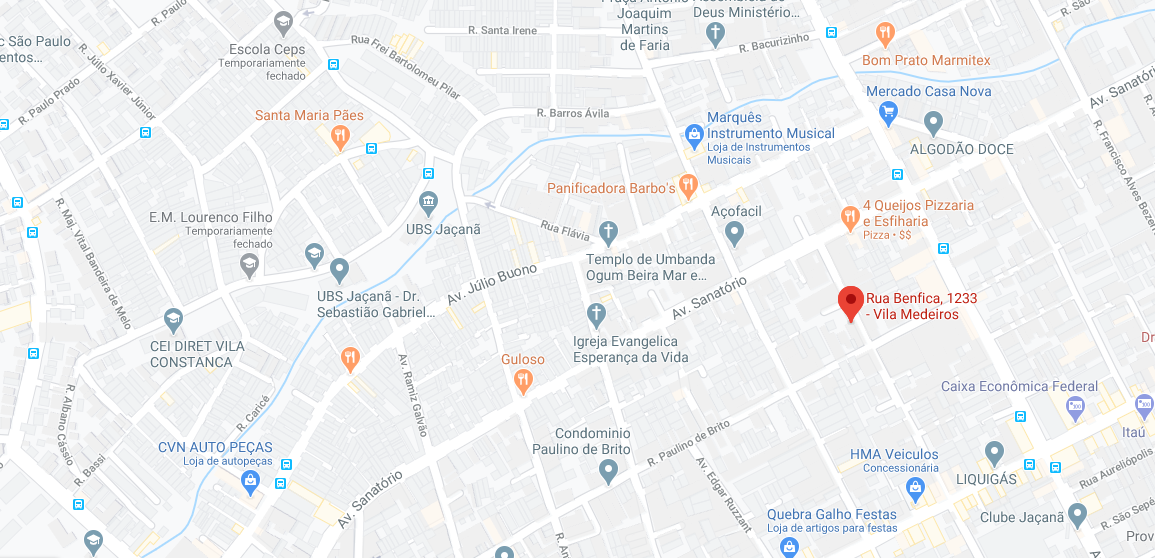 Praça Antônio
Joaquim
Martins
de Faria
Deus Ministério...
R. Santa Irene
R. Bacurizinho
Escola Ceps
Temporariamente
fechado
Rua Frei Bartolomeu Pilar
São Paulo
R. Júlio Xavier Júnior
R. Paulo Prado
Bom Prato Marmitex
Mercado Casa Nova
Av. Sanatório
Santa Maria Pães
R. Barros Ávila
Marquês
Instrumento Musical
Loja de Instrumentos
Musicais
ALGODÃO DOCE
R. Francisco Alves Bezerra
Panificadora Barbo's
Açofacil
4 Queijos Pizzaria
e Esfiharia
Pizza • $$
E.M. Lourenco Filho
Temporariamente
fechado
UBS Jaçanã
Rua Flávia
R. Maj. Vital Bandeira de Melo
Templo de Umbanda
Ogum Beira Mar e...
Av. Júlio Buono
UBS Jaçanã - Dr.
Sebastião Gabriel...
Av. Sanatório
Rua Benfica, 1233
- Vila Medeiros
CEI DIRET VILA
CONSTANCA
Igreja Evangelica
Esperança da Vida
Guloso
Av. Ramiz Galvão
Dr
Caixa Econômica Federal
R. Albano Cássio
R. Caricé
Condominio
Paulino de Brito
R. Paulino de Brito
Itaú
CVN AUTO PEÇAS
Loja de autopeças
R. Bassi
HMA Veiculos
Concessionária
LIQUIGÁS
Rua Aureliópolis
Av. Sanatório
Av. Edgar Ruzzant
Quebra Galho Festas
Loja de artigos para festas
Clube Jaçanã
R. São Sepé
Prov